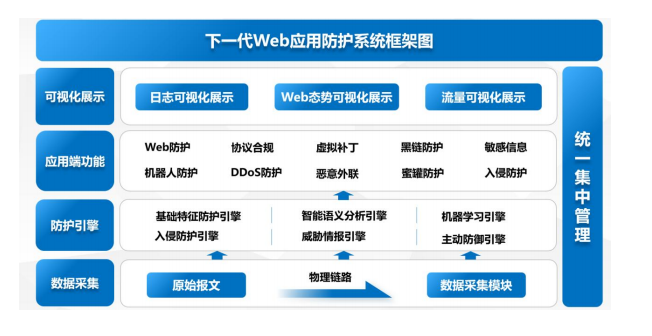 下一代Web应用防护系统框架图
可视化展示
日志可视化展示 Web态势可视化展示 流量可视化展示
应用端功能
Web防护 协议合规 虚拟补丁 黑链防护 敏感信息
机器人防护 DDoS防护 恶意外联 蜜罐防护 入侵防护
防护引擎
基础特征防护引擎 智能语义分析引擎 机器学习引擎
入侵防护引擎 威胁情报引擎 主动防御引擎
数据采集
原始报文 物理链路 数据采集模块
统一集中管理